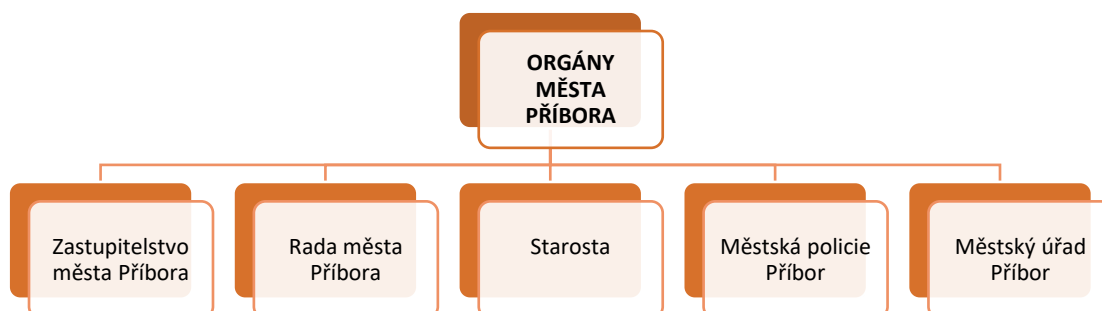 ORGÁNY
MĚSTA
PŘÍBORA
Zastupitelstvo
města Příbora
Rada města
Příbora
Starosta
Městská policie
Příbor
Městský úřad
Příbor